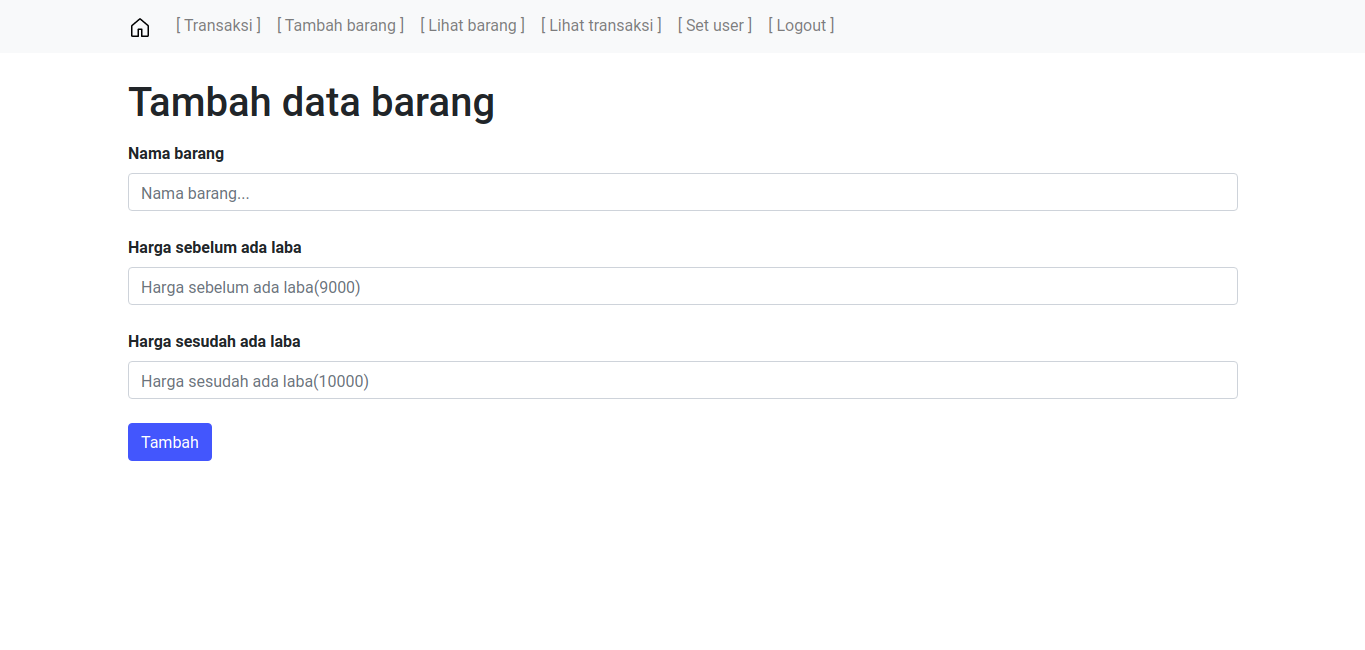 [ Transaksi ] [ Tambah barang ] [ Lihat barang ] [ Lihat transaksi ] [ Set user ] [ Logout ]
Tambah data barang
Nama barang
Nama barang...
Harga sebelum ada laba
Harga sebelum ada laba(9000)
Harga sesudah ada laba
Harga sesudah ada laba(10000)
Tambah